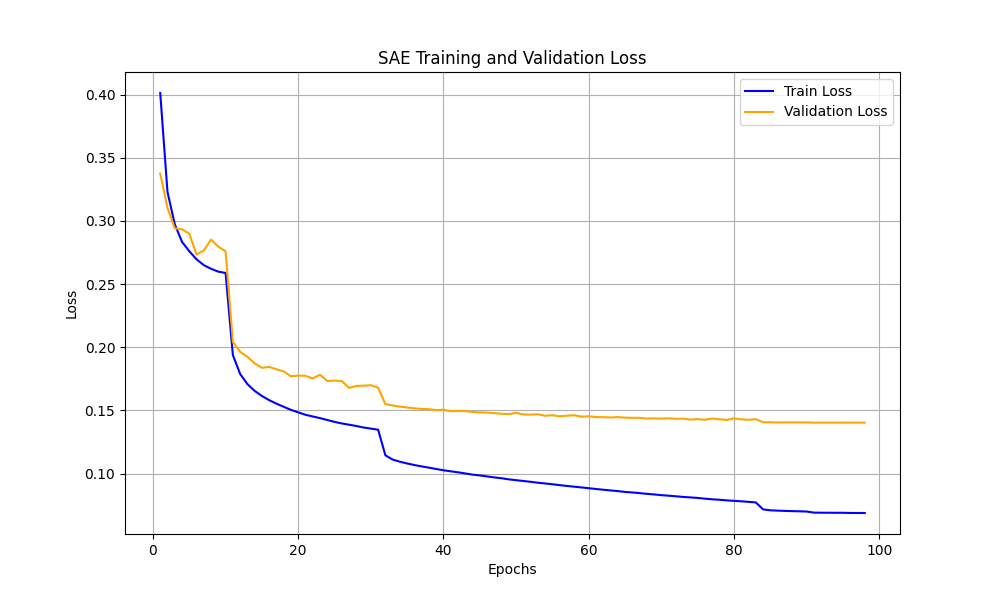 SAE Training and Validation Loss
Train Loss
Validation Loss
0.40
0.35
0.30
0.25
0.20
0.15
0.10
Loss
0
20
40
60
80
100
Epochs